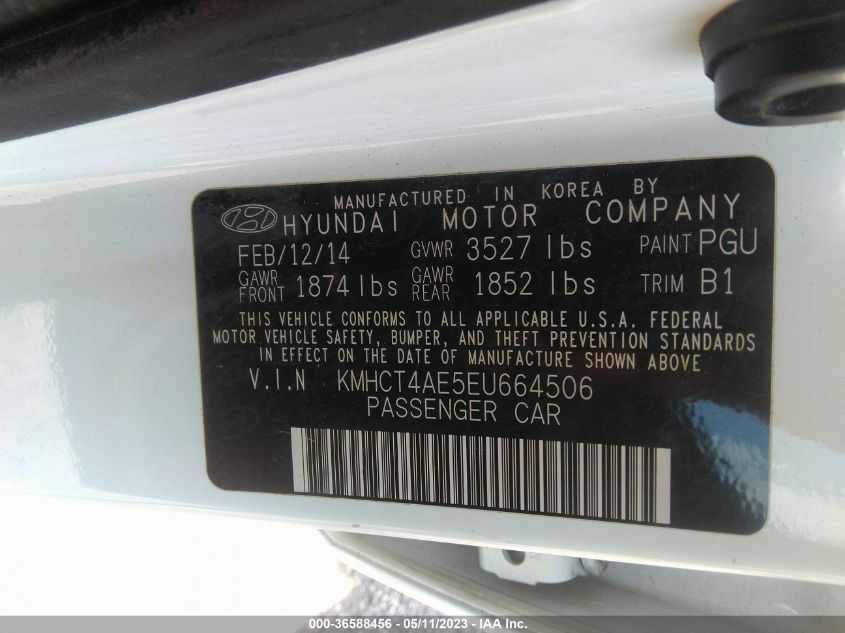 MANUFACTURED IN KOREA BY
HYUNDAI MOTOR COMPANY
FEB/12/14 GVWR 3527 lbs PAINT PGU
GAWR FRONT 1874 lbs GAWR REAR 1852 lbs TRIM B1
THIS VEHICLE CONFORMS TO ALL APPLICABLE U.S.A. FEDERAL
MOTOR VEHICLE SAFETY, BUMPER, AND THEFT PREVENTION STANDARDS
IN EFFECT ON THE DATE OF MANUFACTURE SHOWN ABOVE.
V.I.N KMHCT4AE5EU664506
PASSENGER CAR
000-36588456 - 05/11/2023 - IAA Inc.